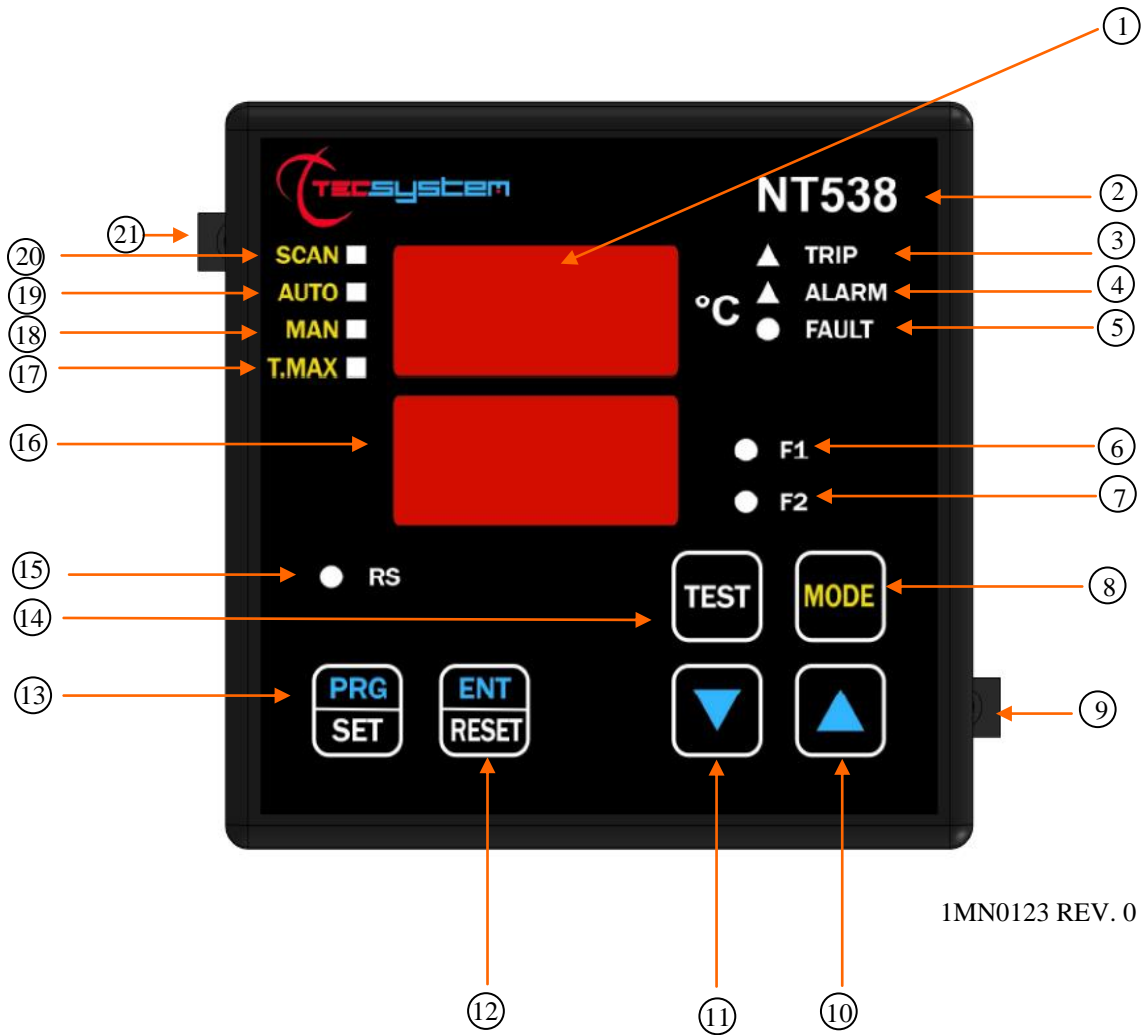 1
TECSYSTEM
NT538
2
21
SCAN
TRIP
3
20
AUTO
ALARM
4
19
°C
MAN
FAULT
5
18
T.MAX
17
16
F1
6
F2
7
15
RS
TEST
MODE
8
14
13
PRG
ENT
SET
RESET
9
1MN0123 REV. 0
12
11
10